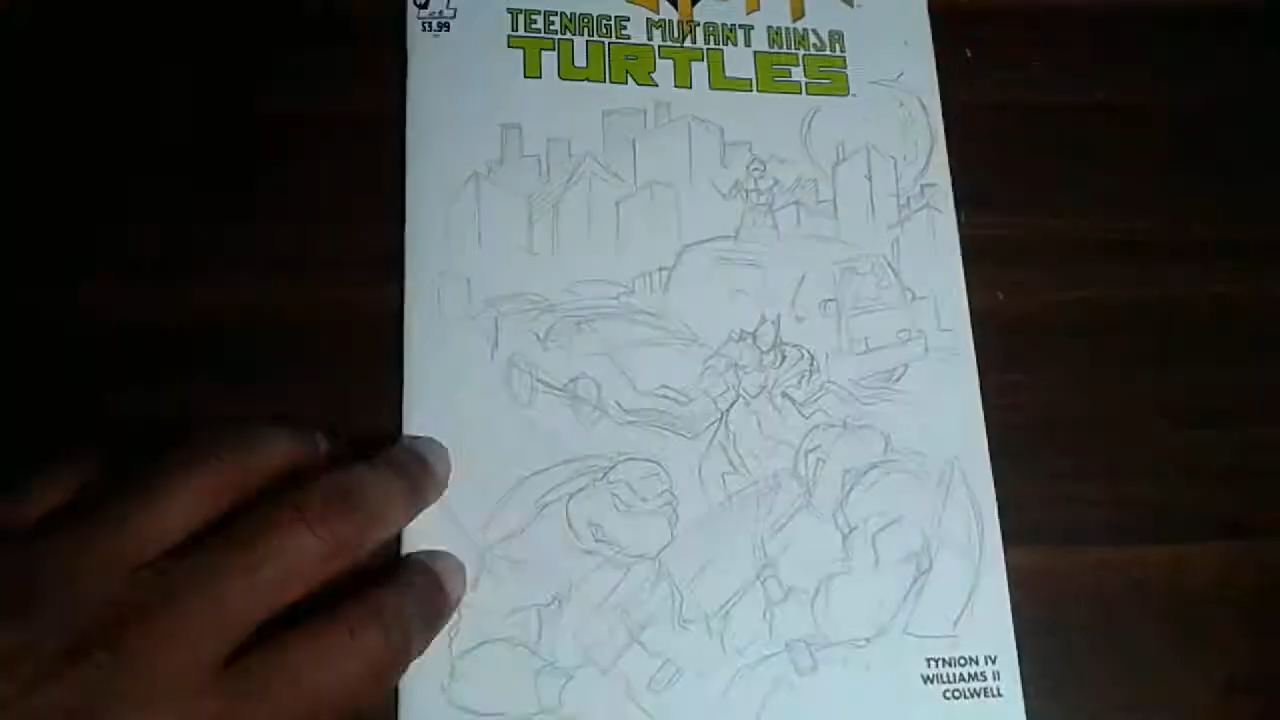 $3.99
TEENAGE MUTANT NINJA
TURTLES
TYNION IV
WILLIAMS II
COLWELL